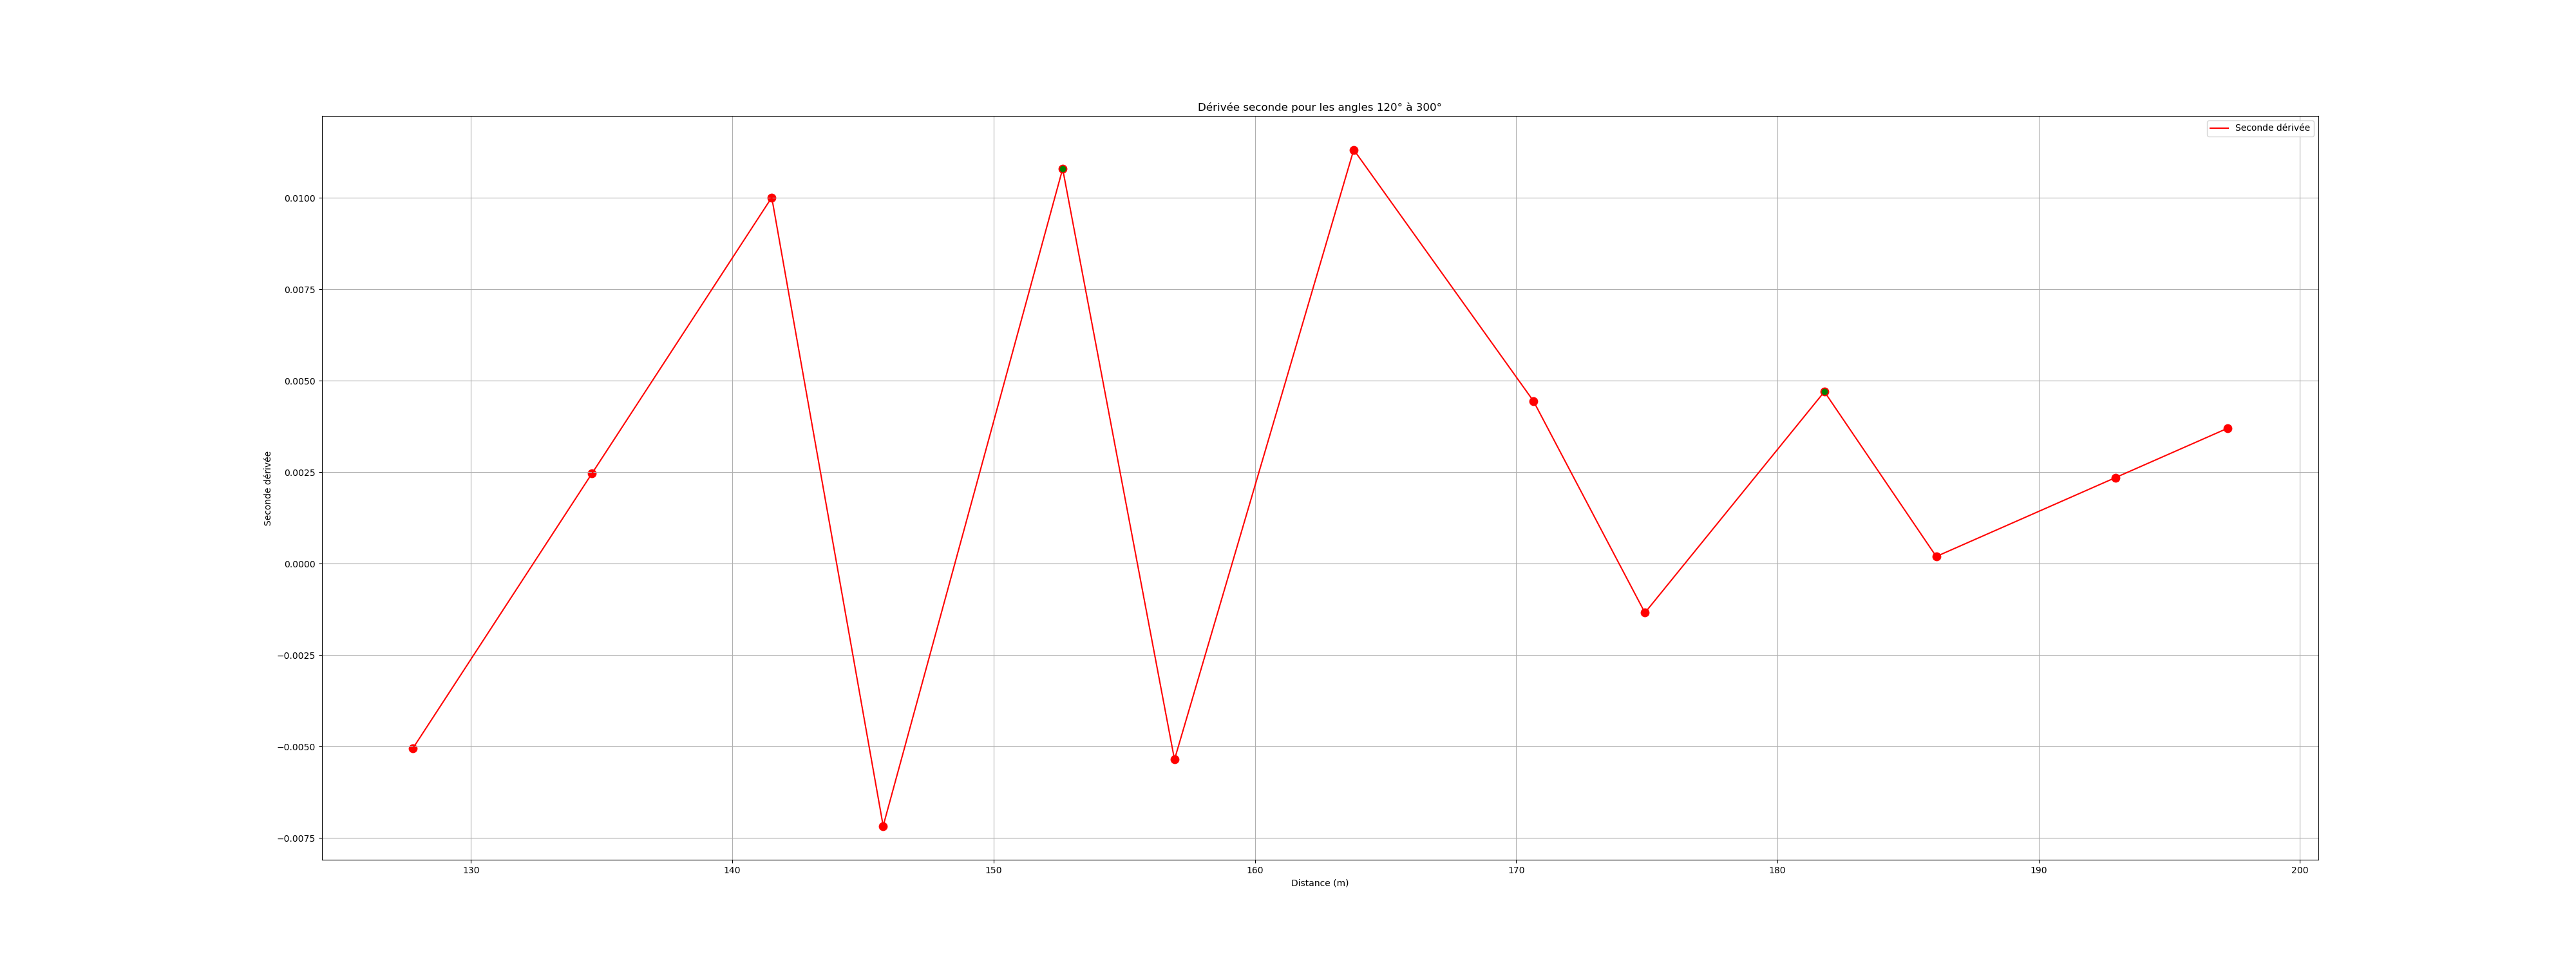 Dérivée seconde pour les angles 120° à 300°
Seconde dérivée
0.0100
0.0075
0.0050
0.0025
0.0000
−0.0025
−0.0050
−0.0075
Seconde dérivée
130 140 150 160 170 180 190 200
Distance (m)